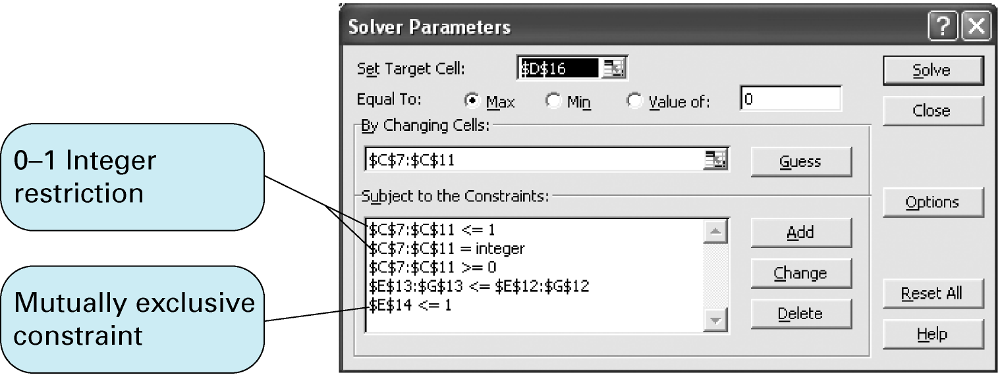 Solver Parameters
Set Target Cell: $D$16
Solve
Equal To: Max Min Value of: 0
Close
By Changing Cells:
$C$7:$C$11
Guess
0–1 Integer
restriction
Subject to the Constraints:
Options
$C$7:$C$11 <= 1
Add
$C$7:$C$11 = integer
$C$7:$C$11 >= 0
Change
$E$13:$G$13 <= $E$12:$G$12
Reset All
Mutually exclusive
constraint
$E$14 <= 1
Delete
Help